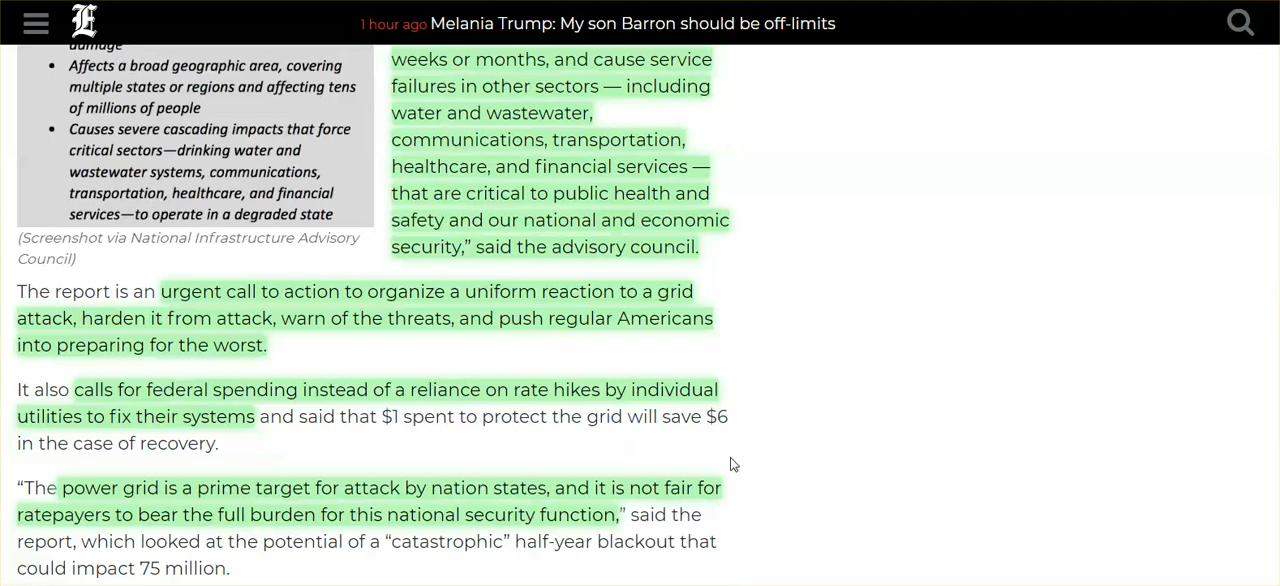 E
1 hour ago Melania Trump: My son Barron should be off-limits
damage
• Affects a broad geographic area, covering
multiple states or regions and affecting tens
of millions of people
• Causes severe cascading impacts that force
critical sectors—drinking water and
wastewater systems, communications,
transportation, healthcare, and financial
services—to operate in a degraded state
(Screenshot via National Infrastructure Advisory
Council)
weeks or months, and cause service
failures in other sectors — including
water and wastewater,
communications, transportation,
healthcare, and financial services —
that are critical to public health and
safety and our national and economic
security,” said the advisory council.
The report is an urgent call to action to organize a uniform reaction to a grid
attack, harden it from attack, warn of the threats, and push regular Americans
into preparing for the worst.
It also calls for federal spending instead of a reliance on rate hikes by individual
utilities to fix their systems and said that $1 spent to protect the grid will save $6
in the case of recovery.
“The power grid is a prime target for attack by nation states, and it is not fair for
ratepayers to bear the full burden for this national security function,” said the
report, which looked at the potential of a “catastrophic” half-year blackout that
could impact 75 million.